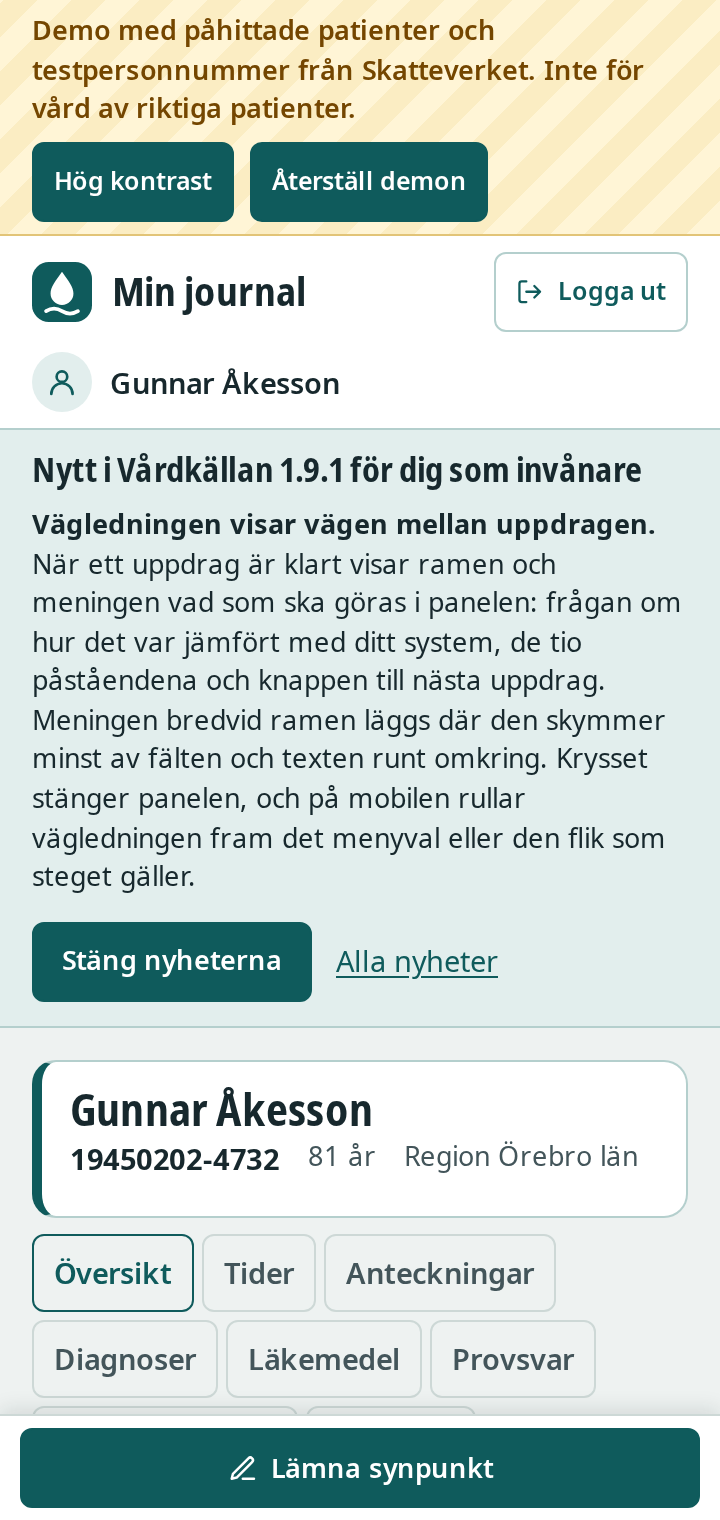 Demo med påhittade patienter och
testpersonnummer från Skatteverket. Inte för
vård av riktiga patienter.
Hög kontrast
Återställ demon
Min journal
Logga ut
Gunnar Åkesson
Nytt i Vårdkällan 1.9.1 för dig som invånare
Vägledningen visar vägen mellan uppdragen.
När ett uppdrag är klart visar ramen och
meningen vad som ska göras i panelen: frågan om
hur det var jämfört med ditt system, de tio
påståendena och knappen till nästa uppdrag.
Meningen bredvid ramen läggs där den skymmer
minst av fälten och texten runt omkring. Krysset
stänger panelen, och på mobilen rullar
vägledningen fram det menyval eller den flik som
steget gäller.
Stäng nyheterna
Alla nyheter
Gunnar Åkesson
19450202-4732 81 år Region Örebro län
Översikt
Tider
Anteckningar
Diagnoser
Läkemedel
Provsvar
Lämna synpunkt